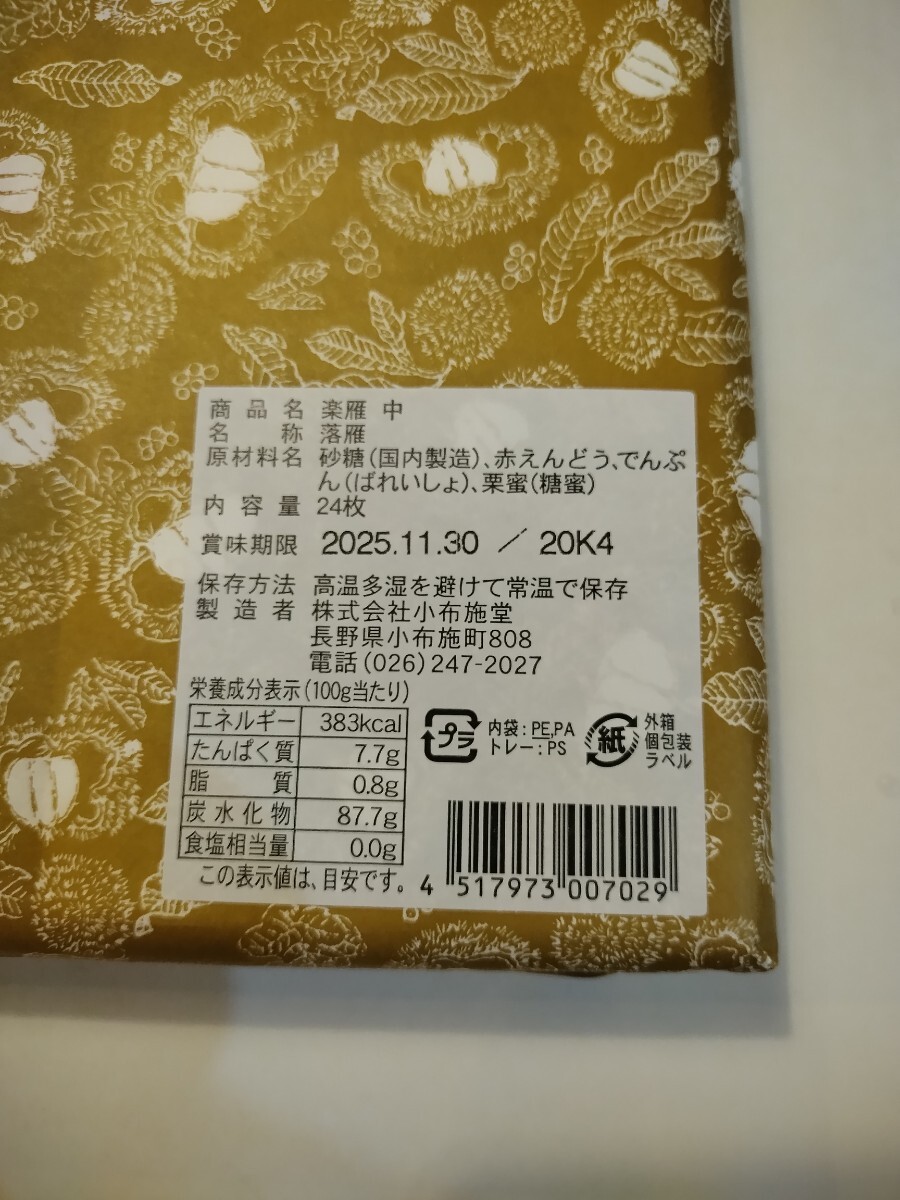 商品名 楽雁 中
名称 落雁
原材料名 砂糖(国内製造)、赤えんどう、でんぷ
ん(ばれいしょ)、栗蜜(糖蜜)
内容量 24枚
賞味期限 2025.11.30 / 20K4
保存方法 高温多湿を避けて常温で保存
製造者 株式会社小布施堂
長野県小布施町808
電話(026)247-2027
栄養成分表示(100g当たり)
エネルギー 383kcal
たんぱく質 7.7g
脂質 0.8g
炭水化物 87.7g
食塩相当量 0.0g
この表示値は、目安です。
プラ
内袋:PE,PA
トレー:PS
紙
外箱
個包装
ラベル
4 517973 007029